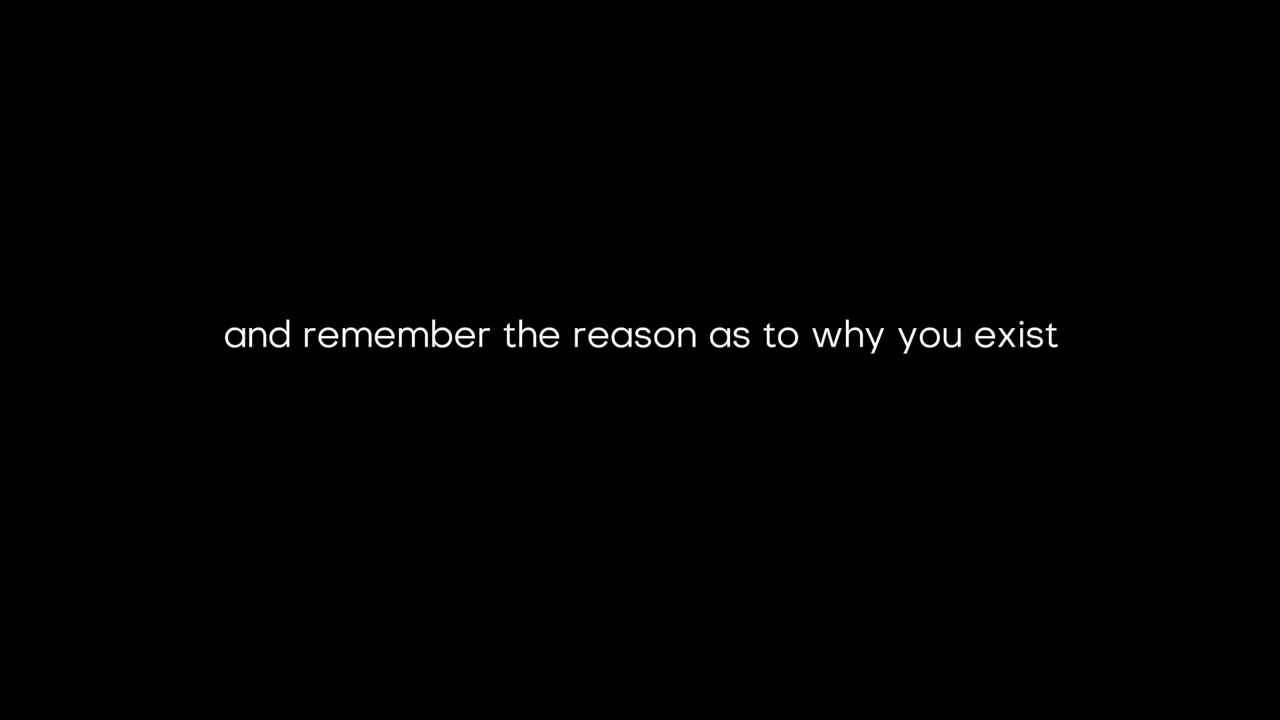 and remember the reason as to why you exist